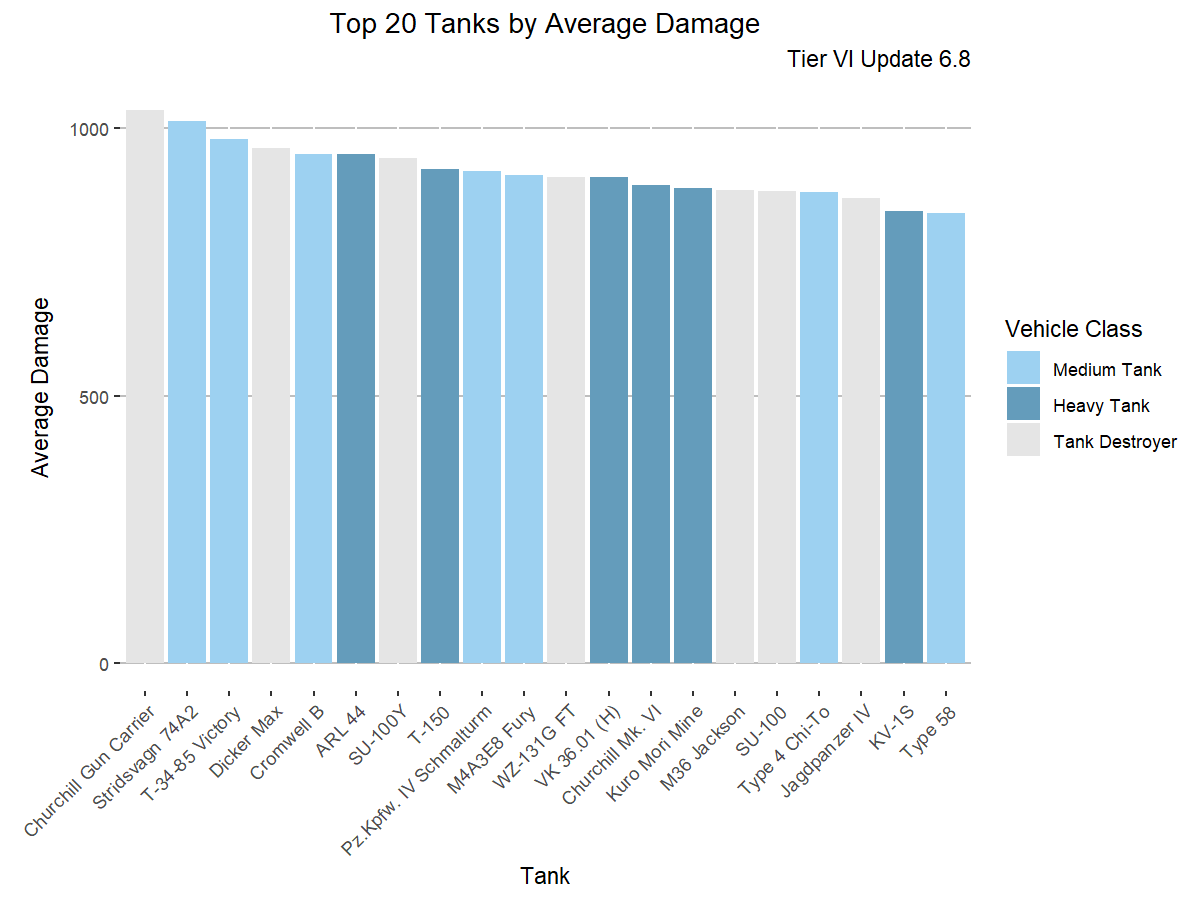 Top 20 Tanks by Average Damage
Tier VI Update 6.8
1000
500
0
Average Damage
Churchill Gun Carrier
Stridsvagn 74A2
T-34-85 Victory
Dicker Max
Cromwell B
ARL 44
SU-100Y
T-150
Pz.Kpfw. IV Schmalturm
M4A3E8 Fury
WZ-131G FT
VK 36.01 (H)
Churchill Mk. VI
Kuro Mori Mine
M36 Jackson
SU-100
Type 4 Chi-To
Jagdpanzer IV
KV-1S
Type 58
Tank
Vehicle Class
Medium Tank
Heavy Tank
Tank Destroyer